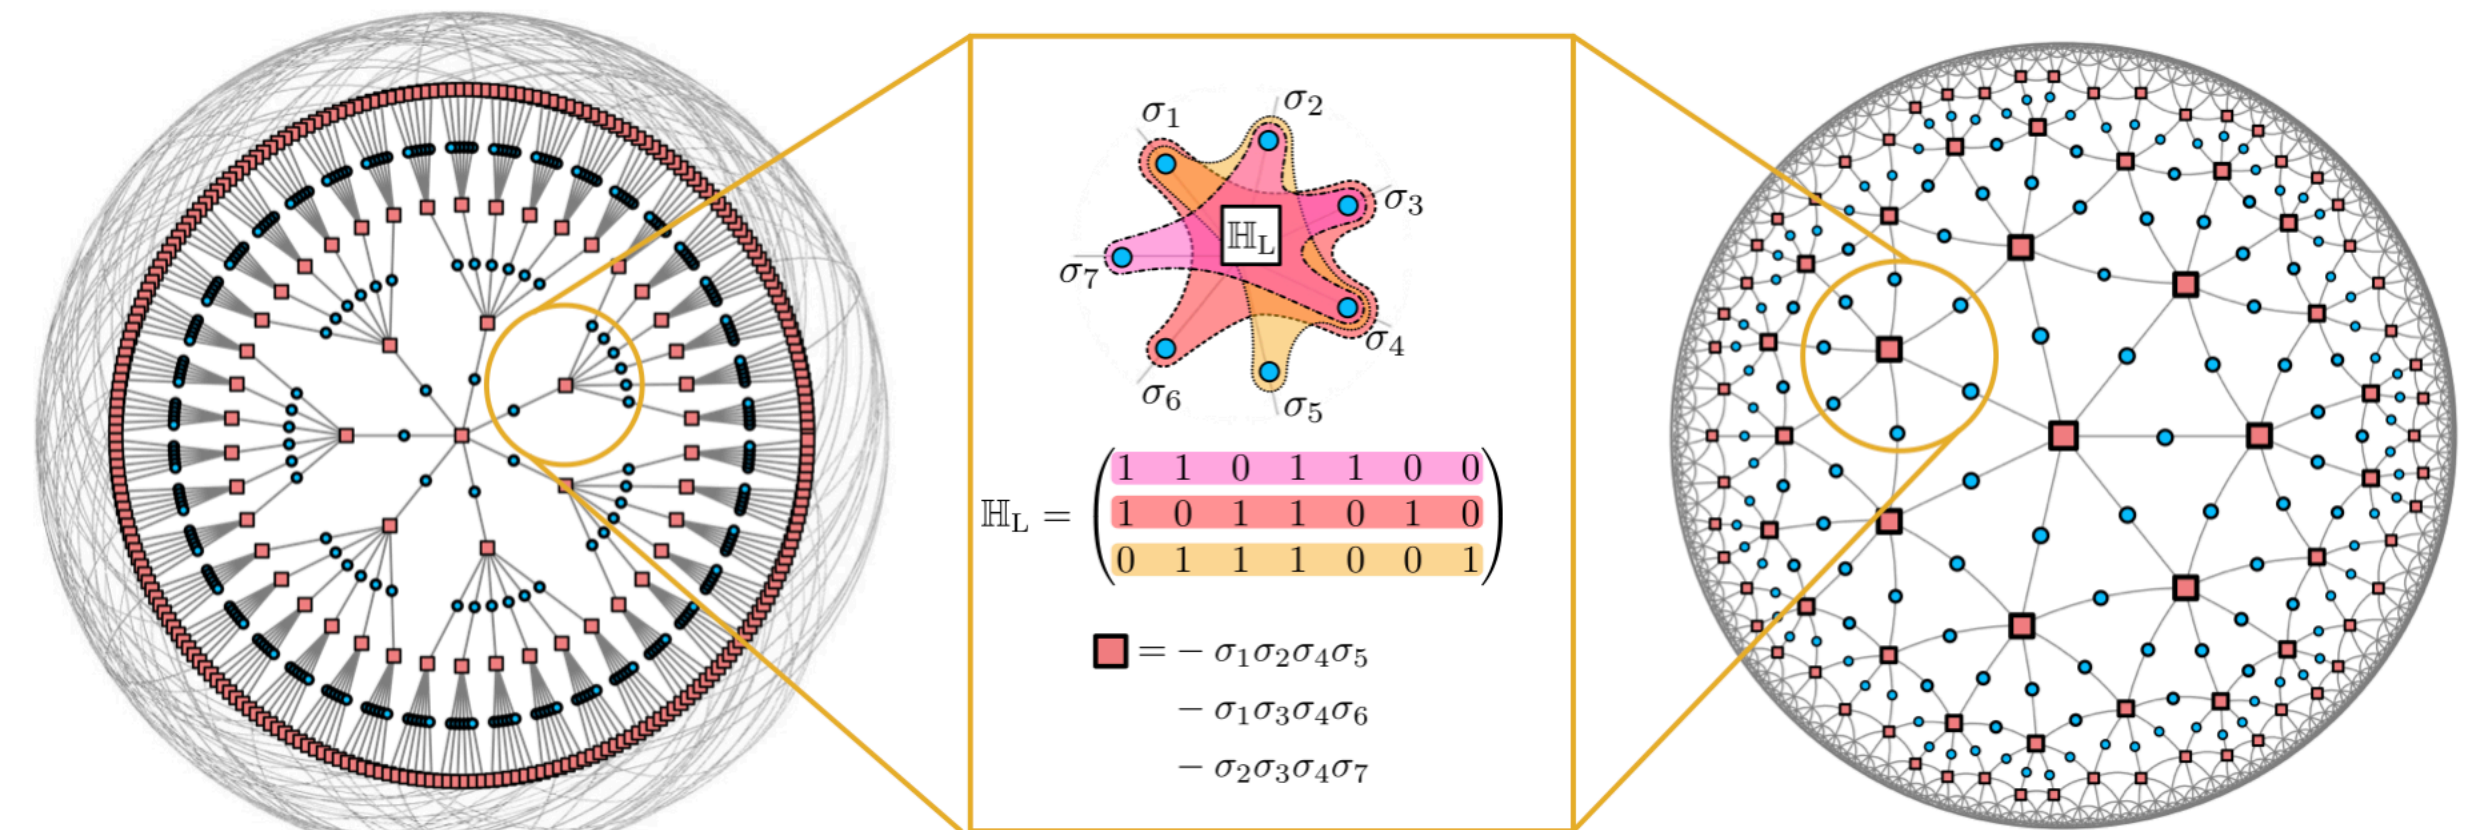 σ1
σ2
σ3
σ4
σ5
σ6
σ7
ℍL
ℍL = (1 1 0 1 1 0 0
1 0 1 1 0 1 0
0 1 1 1 0 0 1)
= − σ1σ2σ4σ5
− σ1σ3σ4σ6
− σ2σ3σ4σ7